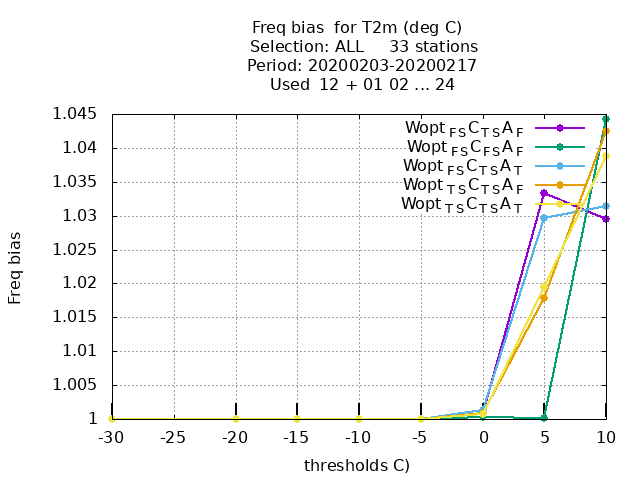 Freq bias  for T2m (deg C)
Selection: ALL     33 stations
Period: 20200203-20200217
Used  12 + 01 02 ... 24
Wopt FS C TS A F
Wopt FS C FS A F
Wopt FS C TS A T
Wopt TS C TS A F
Wopt TS C TS A T
1.045
1.04
1.035
1.03
1.025
1.02
1.015
1.01
1.005
1
Freq bias
-30 -25 -20 -15 -10 -5 0 5 10
thresholds C)